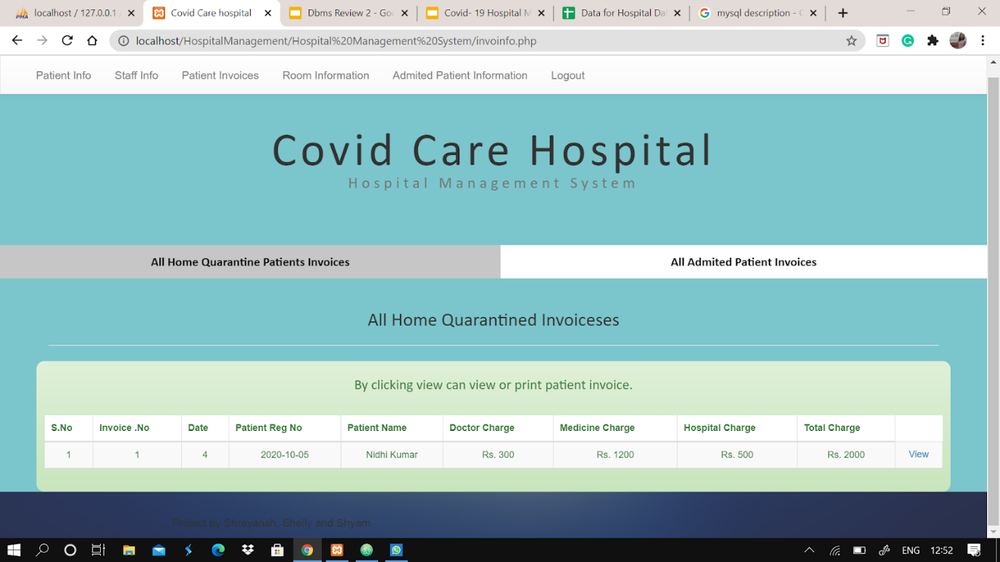 localhost / 127.0.0.1
Covid Care hospital
Dbms Review 2 - Goo
Covid- 19 Hospital M
Data for Hospital Da
mysql description - G
localhost/HospitalManagement/Hospital%20Management%20System/invoinfo.php
Patient Info Staff Info Patient Invoices Room Information Admited Patient Information Logout
Covid Care Hospital
Hospital Management System
All Home Quarantine Patients Invoices All Admited Patient Invoices
All Home Quarantined Invoiceses
By clicking view can view or print patient invoice.
S.No Invoice .No Date Patient Reg No Patient Name Doctor Charge Medicine Charge Hospital Charge Total Charge
1 1 4 2020-10-05 Nidhi Kumar Rs. 300 Rs. 1200 Rs. 500 Rs. 2000 View
Project by Shreyansh, Shelly and Shyam
ENG 12:52